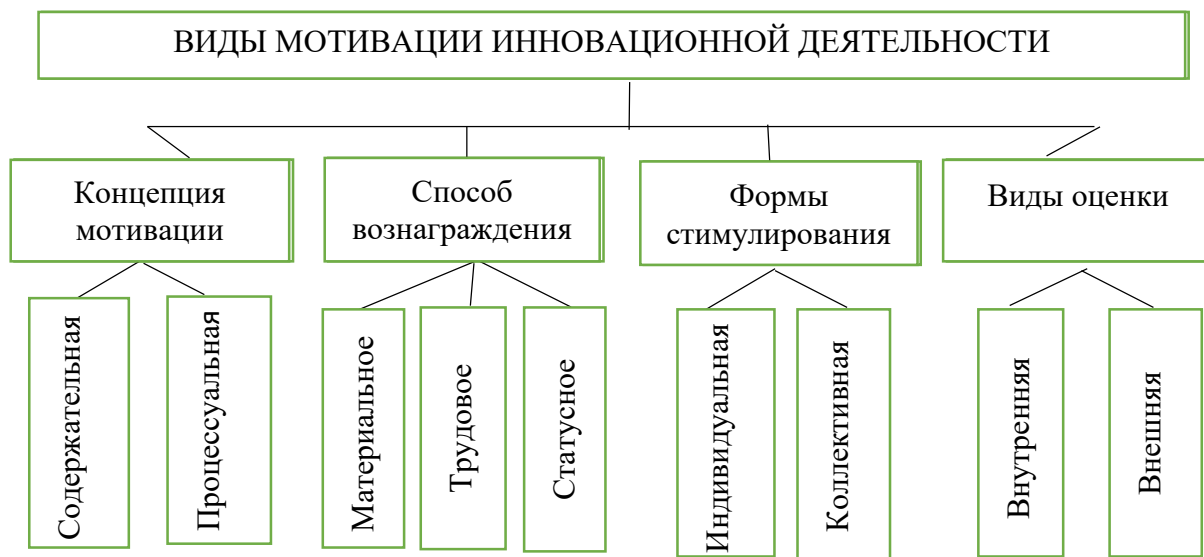 ВИДЫ МОТИВАЦИИ ИННОВАЦИОННОЙ ДЕЯТЕЛЬНОСТИ
Концепция
мотивации
Способ
вознаграждения
Формы
стимулирования
Виды оценки
Содержательная
Процессуальная
Материальное
Трудовое
Статусное
Индивидуальная
Коллективная
Внутренняя
Внешняя